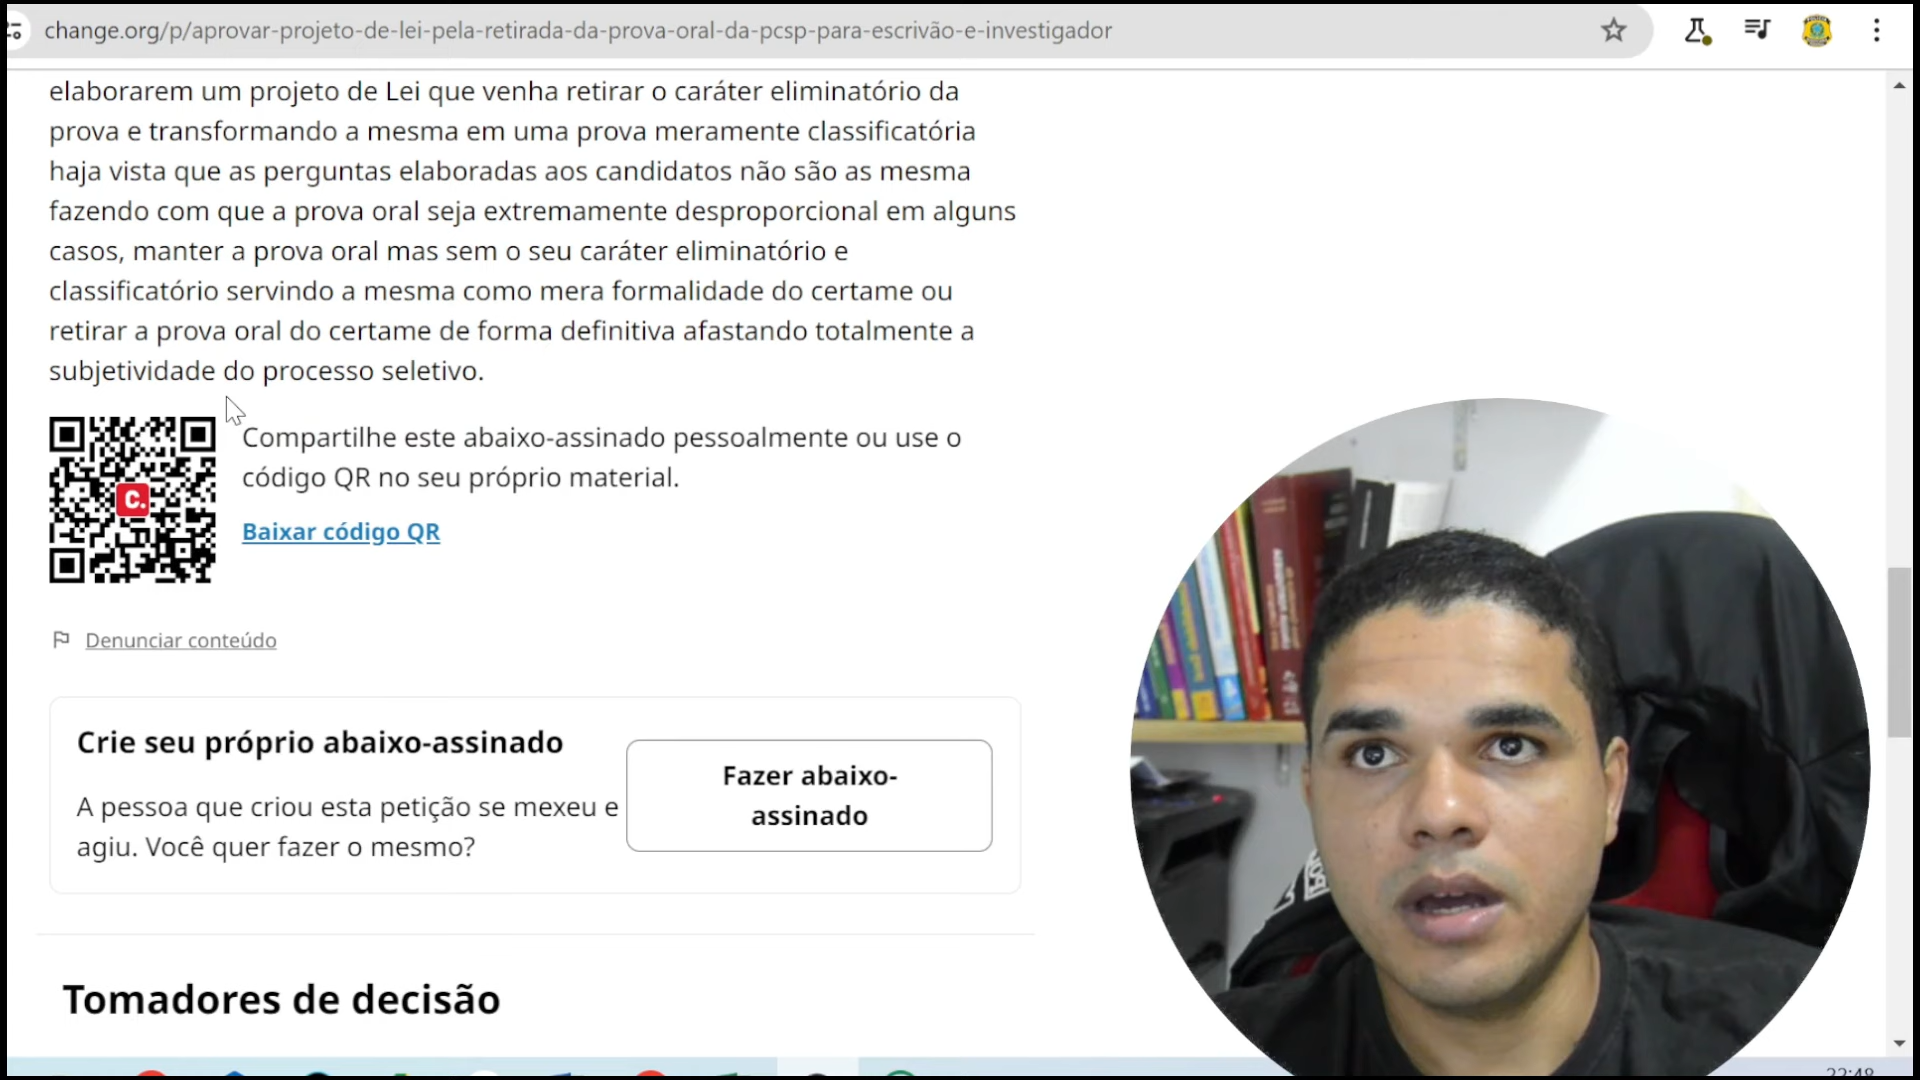 change.org/p/aprovar-projeto-de-lei-pela-retirada-da-prova-oral-da-pcsp-para-escrivão-e-investigador
elaborarem um projeto de Lei que venha retirar o caráter eliminatório da
prova e transformando a mesma em uma prova meramente classificatória
haja vista que as perguntas elaboradas aos candidatos não são as mesma
fazendo com que a prova oral seja extremamente desproporcional em alguns
casos, manter a prova oral mas sem o seu caráter eliminatório e
classificatório servindo a mesma como mera formalidade do certame ou
retirar a prova oral do certame de forma definitiva afastando totalmente a
subjetividade do processo seletivo.
C.
Compartilhe este abaixo-assinado pessoalmente ou use o
código QR no seu próprio material.
Baixar código QR
Denunciar conteúdo
Crie seu próprio abaixo-assinado
A pessoa que criou esta petição se mexeu e
agiu. Você quer fazer o mesmo?
Fazer abaixo-
assinado
Tomadores de decisão
22:48